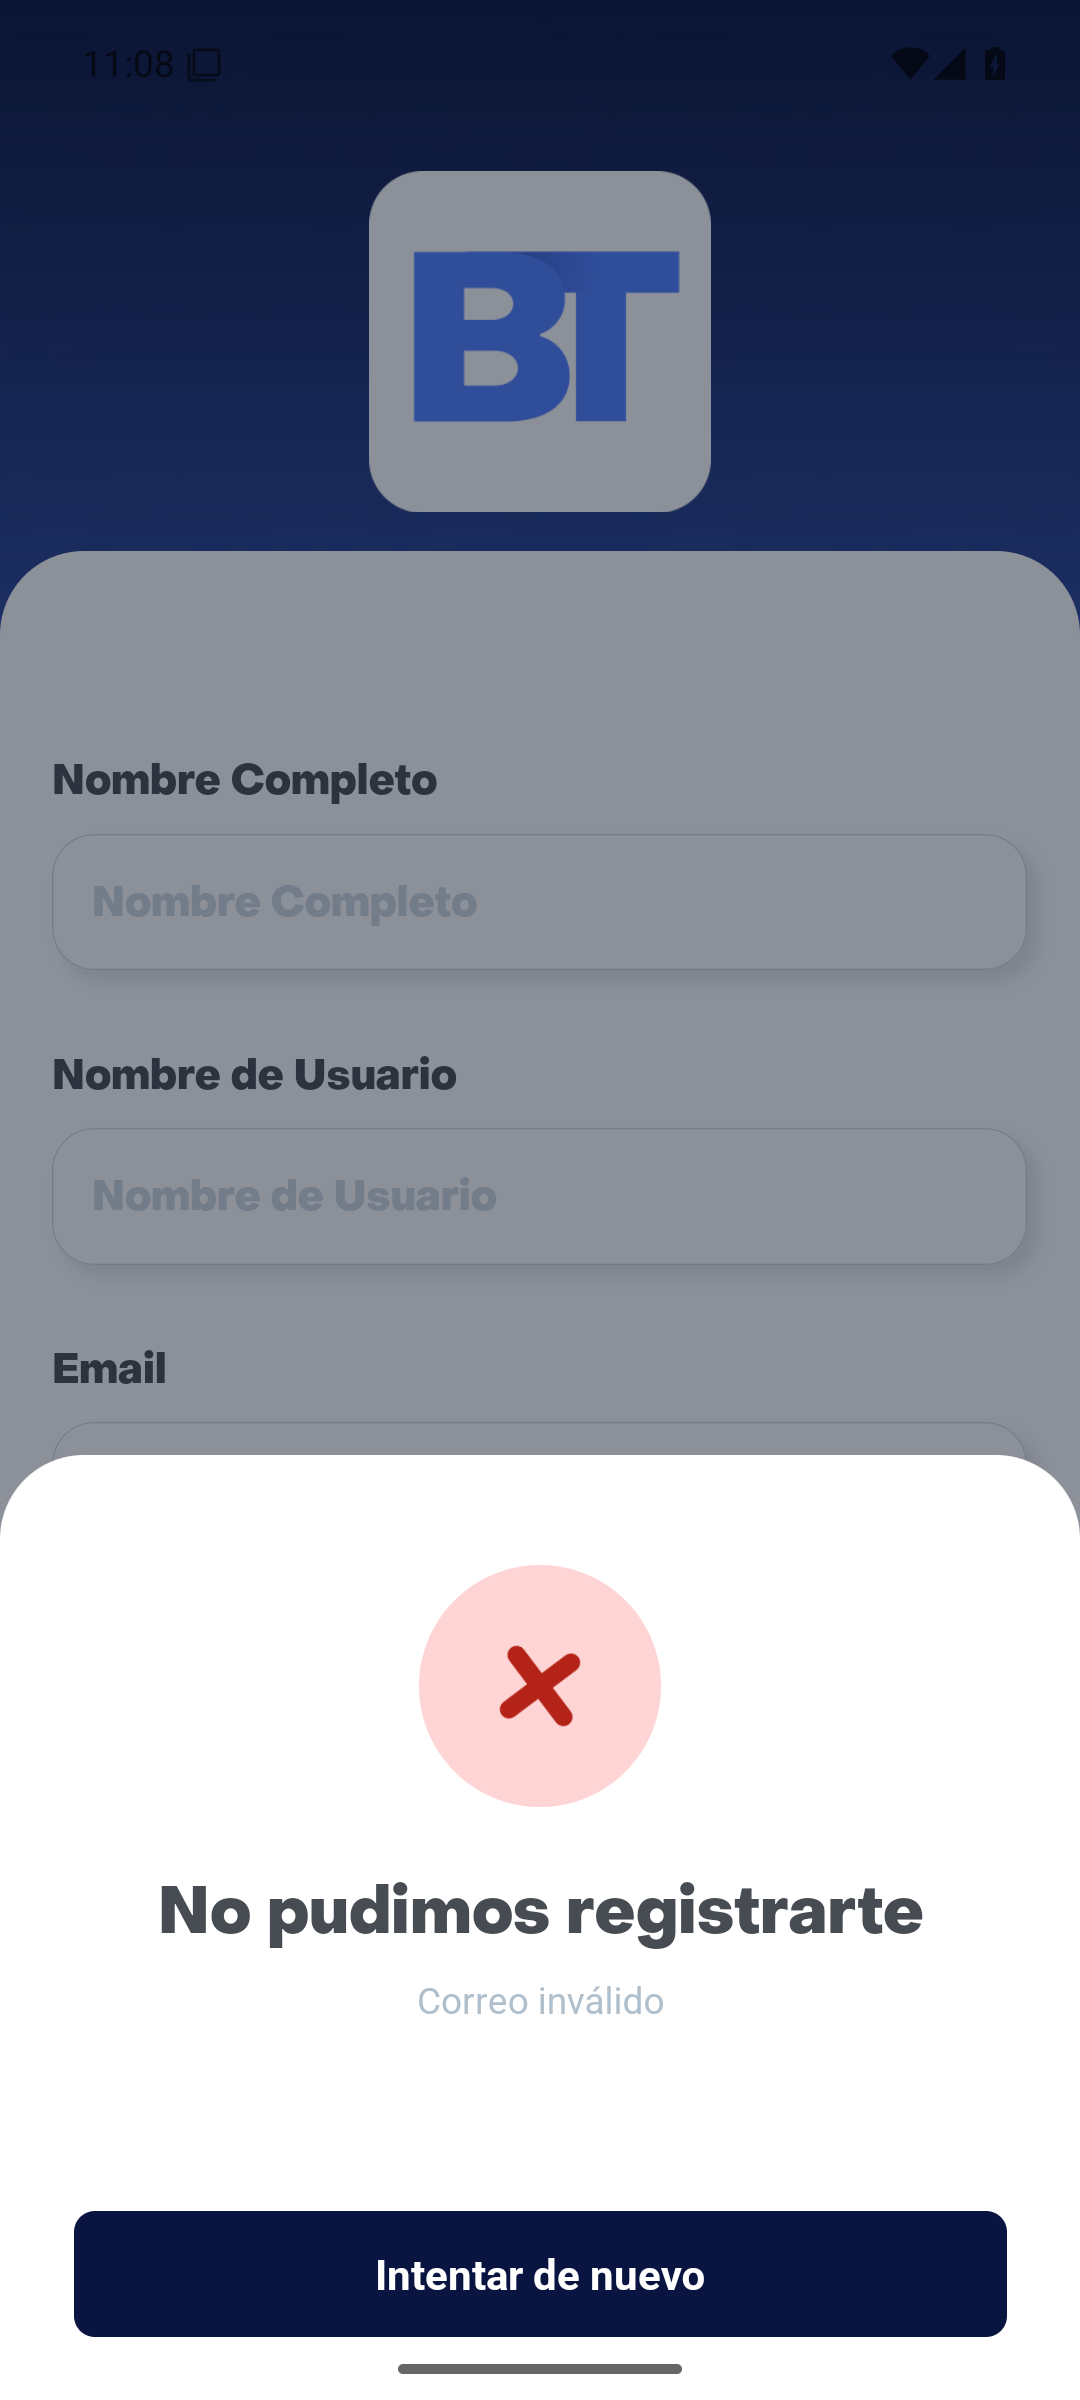 11:08
BT
Nombre Completo
Nombre Completo
Nombre de Usuario
Nombre de Usuario
Email
No pudimos registrarte
Correo inválido
Intentar de nuevo